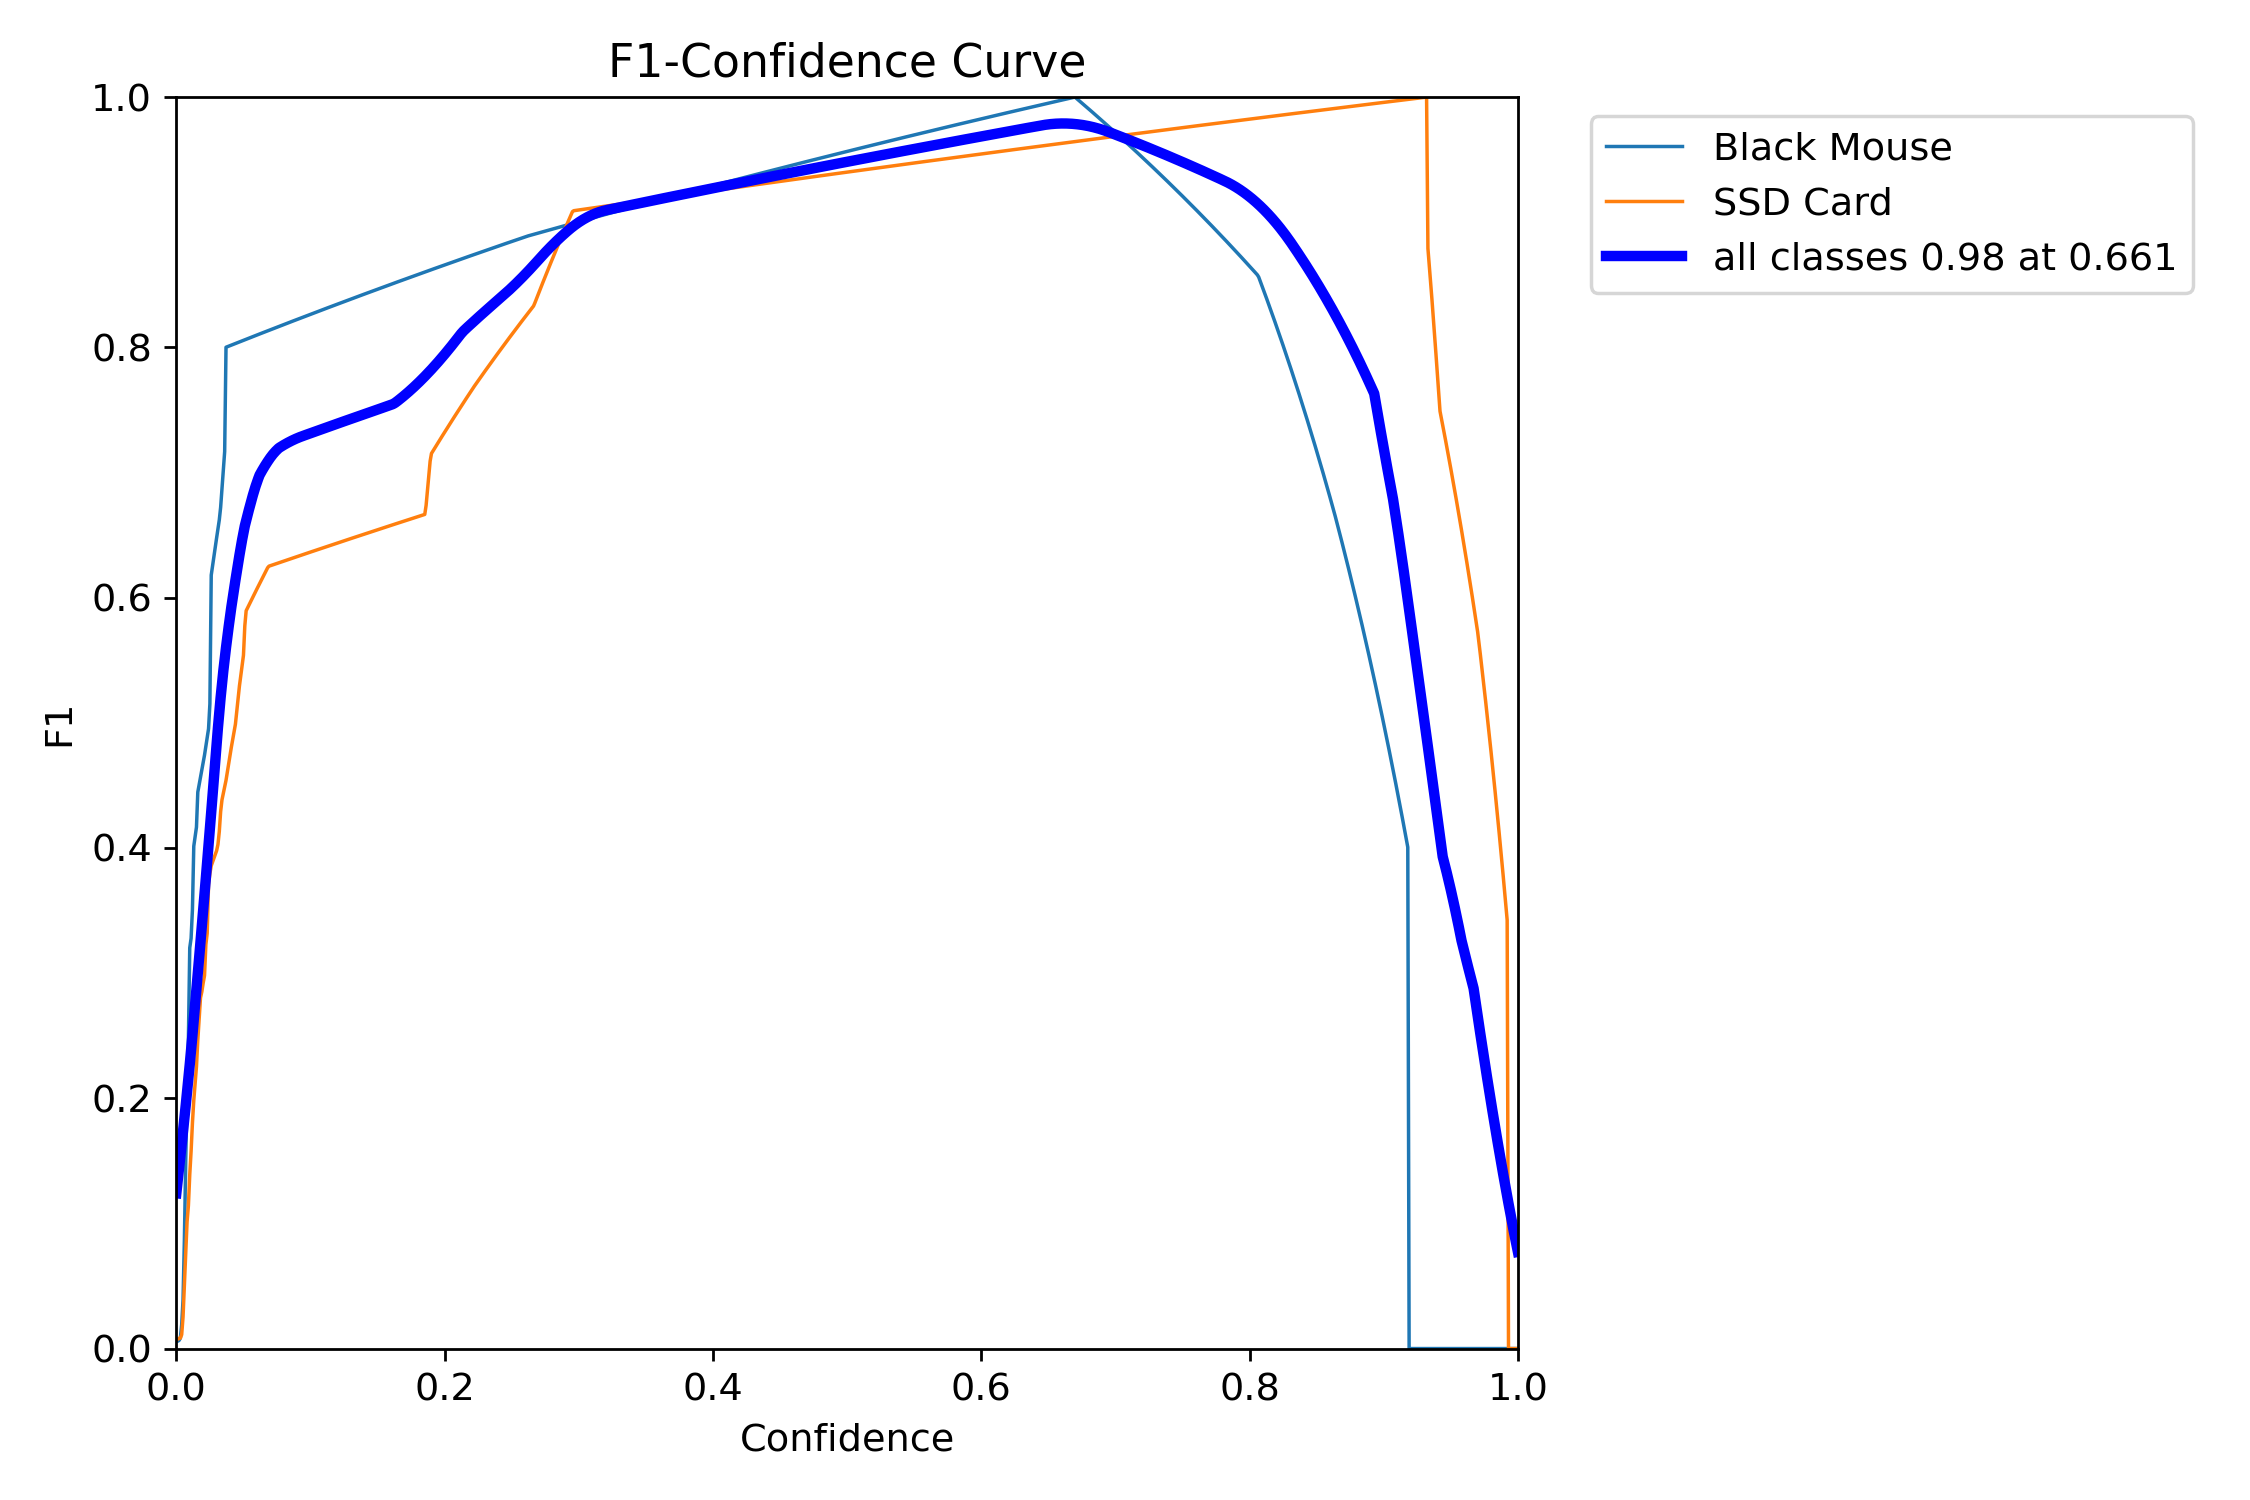 F1-Confidence Curve
1.0
0.8
0.6
0.4
0.2
0.0
F1
0.0 0.2 0.4 0.6 0.8 1.0
Confidence
Black Mouse
SSD Card
all classes 0.98 at 0.661